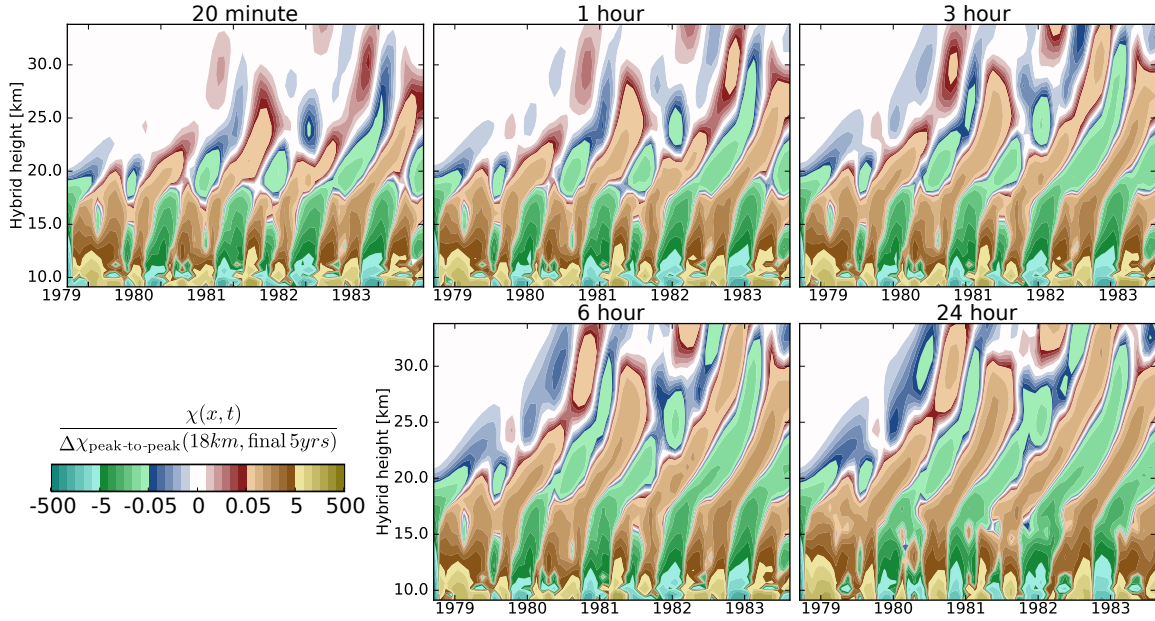 20 minute
1 hour
3 hour
Hybrid height [km]
30.0
25.0
20.0
15.0
10.0
1979 1980 1981 1982 1983
1979 1980 1981 1982 1983
1979 1980 1981 1982 1983
6 hour
24 hour
Hybrid height [km]
30.0
25.0
20.0
15.0
10.0
1979 1980 1981 1982 1983
1979 1980 1981 1982 1983
χ(x, t)
Δχpeak-to-peak(18km, final 5yrs)
-500 -5 -0.05 0 0.05 5 500